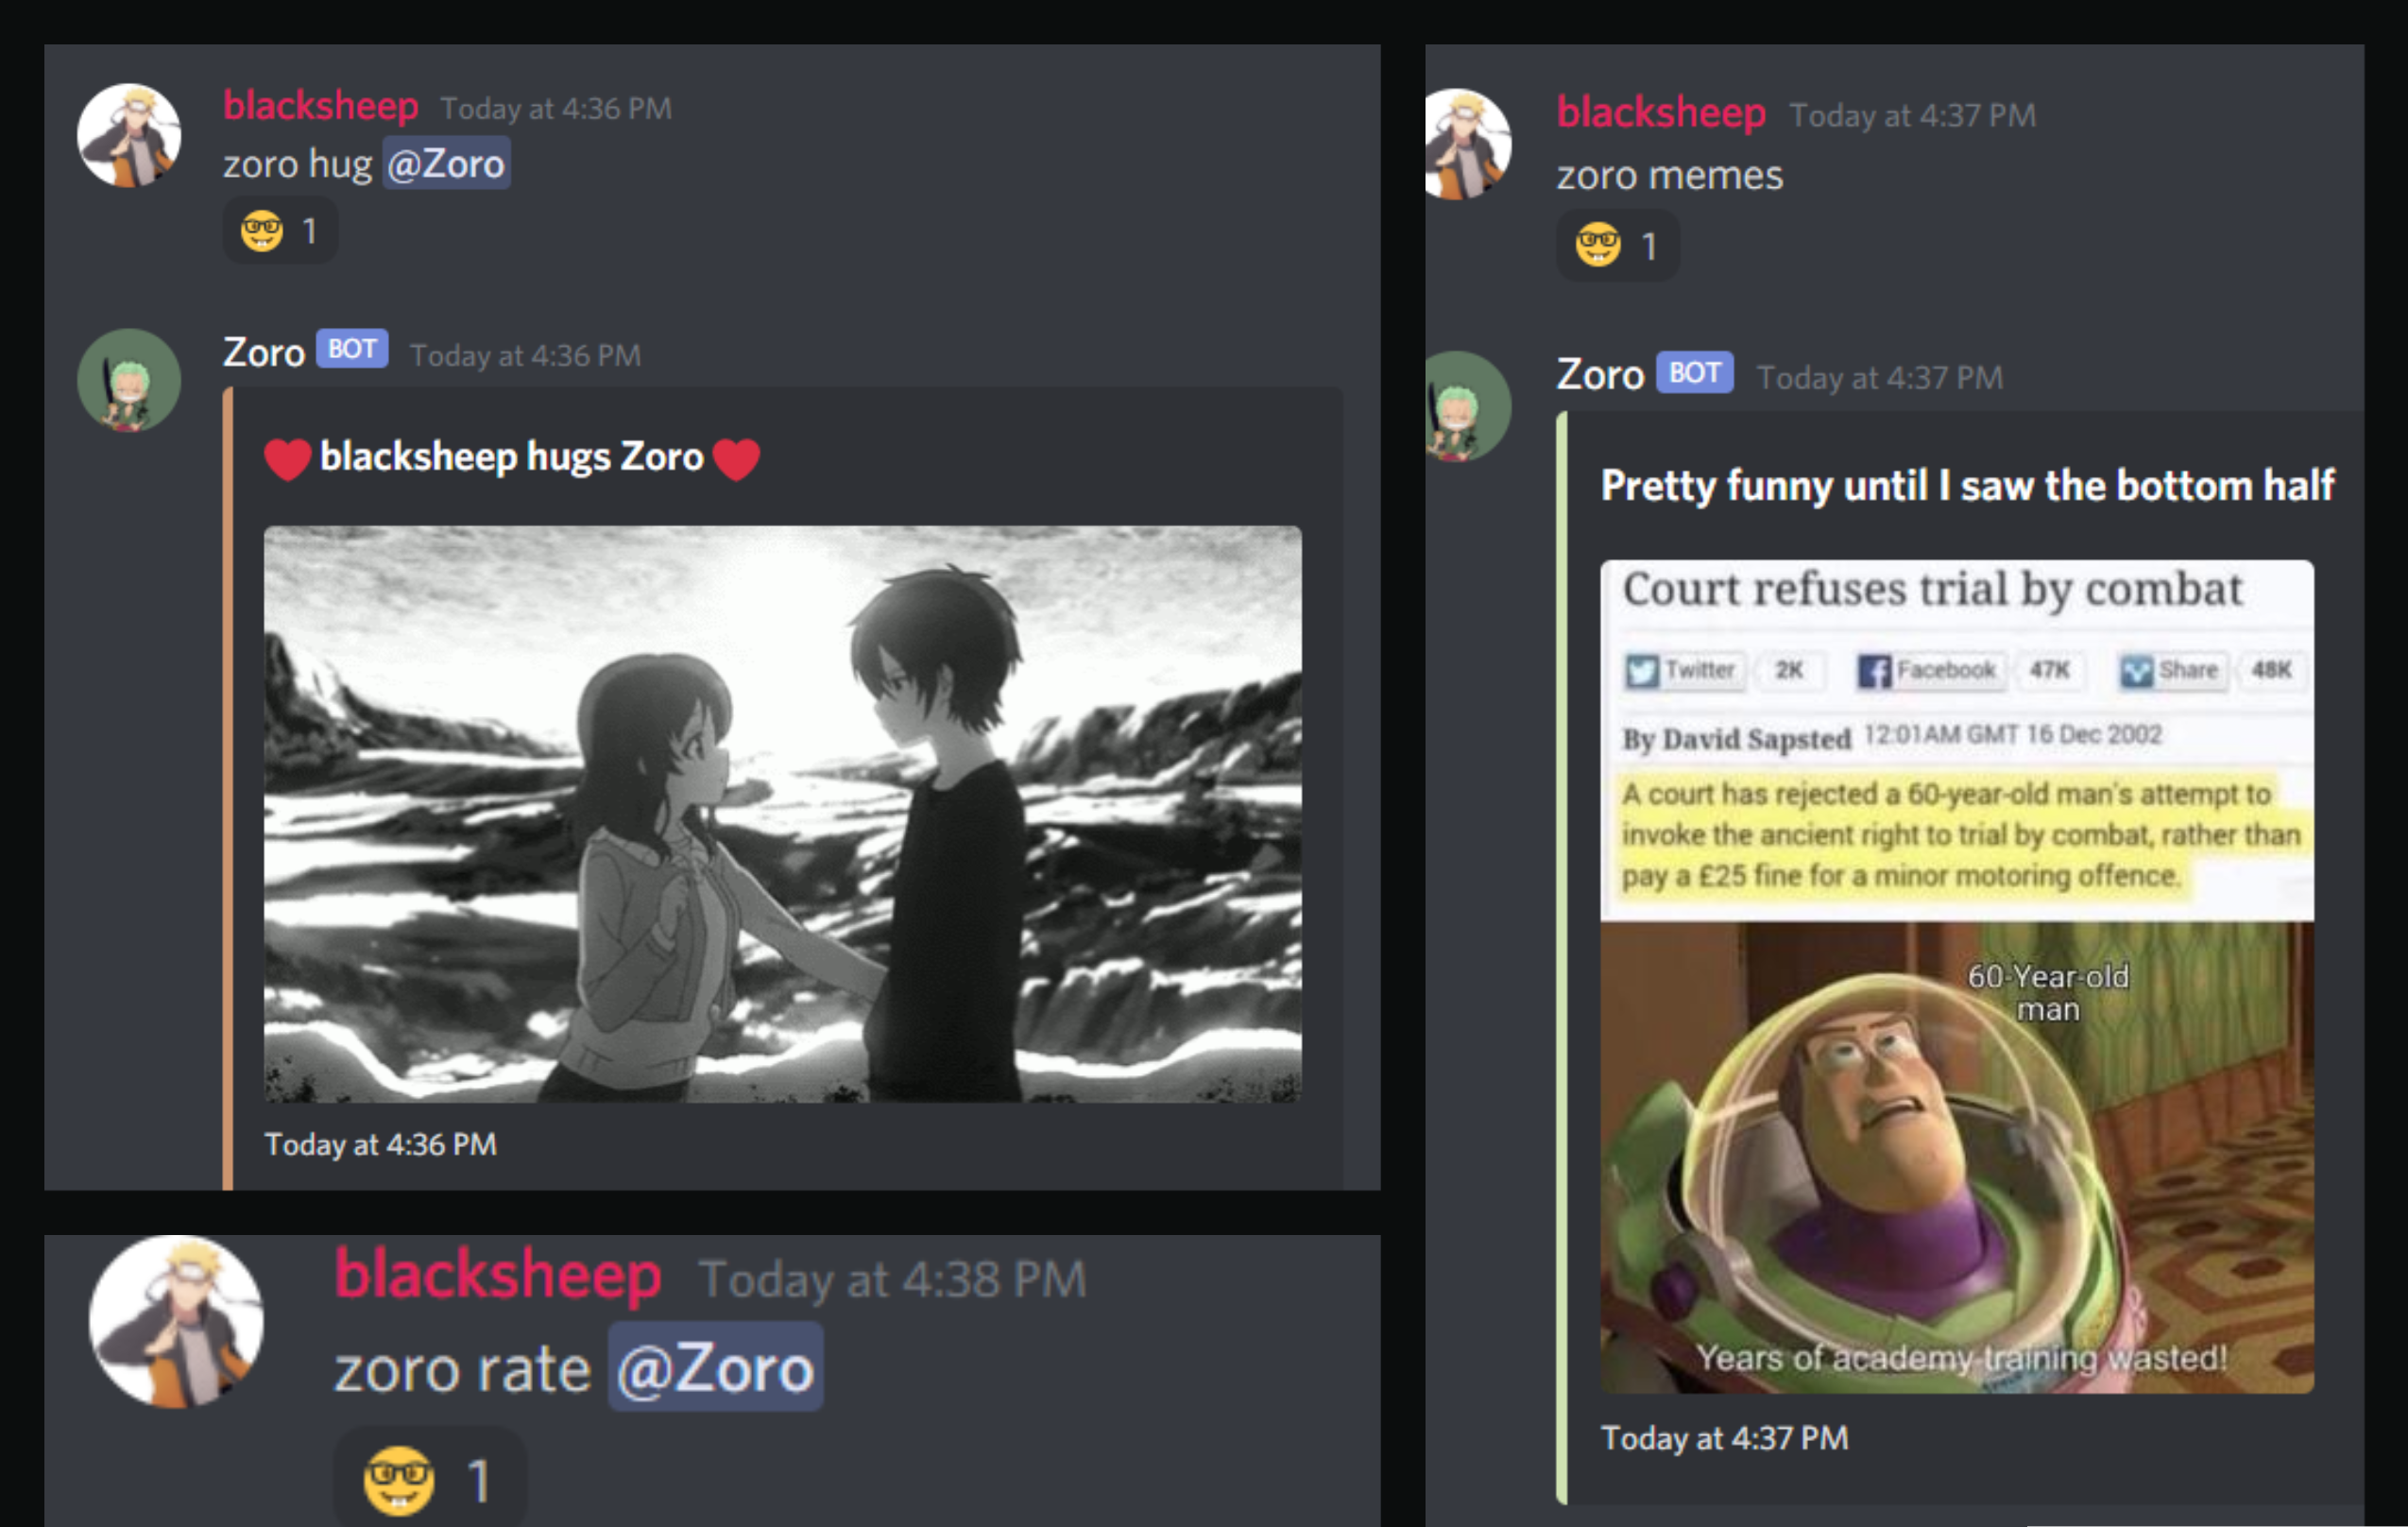 blacksheep Today at 4:36 PM
zoro hug @Zoro
🤓 1
Zoro BOT Today at 4:36 PM
❤️ blacksheep hugs Zoro ❤️
Today at 4:36 PM
blacksheep Today at 4:38 PM
zoro rate @Zoro
🤓 1
blacksheep Today at 4:37 PM
zoro memes
🤓 1
Zoro BOT Today at 4:37 PM
Pretty funny until I saw the bottom half
Court refuses trial by combat
Twitter 2K Facebook 47K Share 48K
By David Sapsted 12:01AM GMT 16 Dec 2002
A court has rejected a 60-year-old man's attempt to
invoke the ancient right to trial by combat, rather than
pay a £25 fine for a minor motoring offence.
60-Year-old
man
Years of academy training wasted!
Today at 4:37 PM